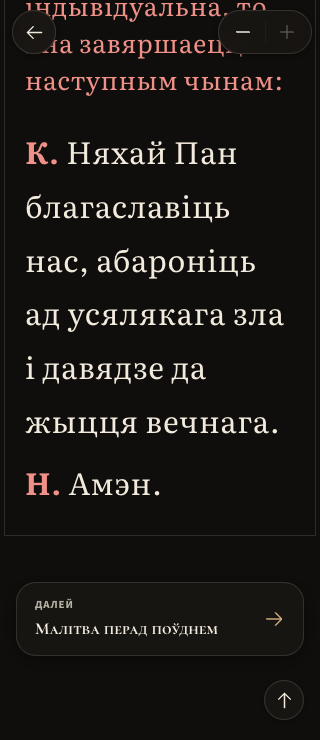 індывідуальна, то
на завяршаецца
наступным чынам:
К. Няхай Пан
благаславіць
нас, абароніць
ад усялякага зла
і давядзе да
жыцця вечнага.
Н. Амэн.
ДАЛЕЙ
Малітва перад поўднем